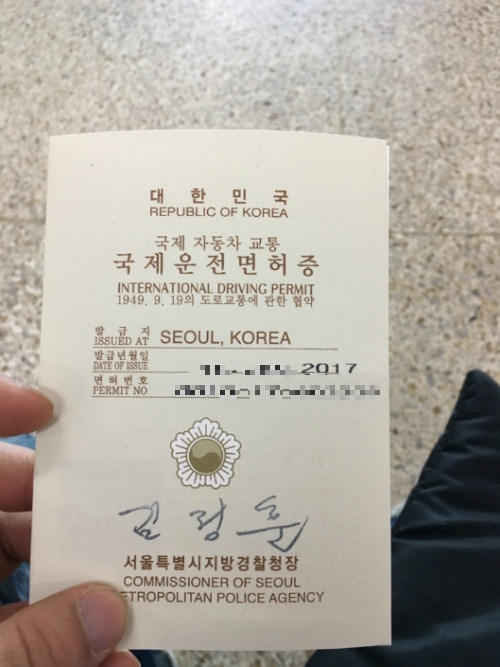 대한민국
REPUBLIC OF KOREA
국제 자동차 교통
국제운전면허증
INTERNATIONAL DRIVING PERMIT
1949. 9. 19의 도로교통에 관한 협약
발급지
ISSUED AT SEOUL, KOREA
발급년월일
DATE OF ISSUE 2017
면허번호
PERMIT NO
김정훈
서울특별시지방경찰청장
COMMISSIONER OF SEOUL
ETROPOLITAN POLICE AGENCY